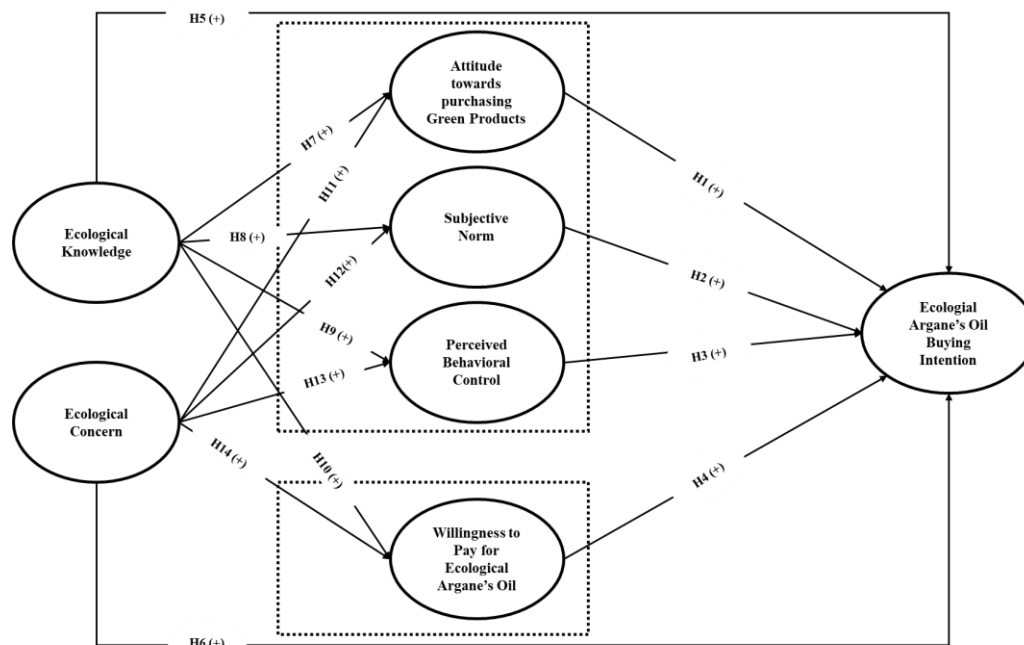 H5 (+)
Attitude
towards
purchasing
Green Products
H7 (+)
H11 (+)
H1 (+)
Ecological
Knowledge
H8 (+)
Subjective
Norm
H12(+)
H2 (+)
H9 (+)
Perceived
Behavioral
Control
H3 (+)
Ecologial
Argane's Oil
Buying
Intention
H13 (+)
Ecological
Concern
H14 (+)
H10 (+)
H4 (+)
Willingness to
Pay for
Ecological
Argane's Oil
H6 (+)